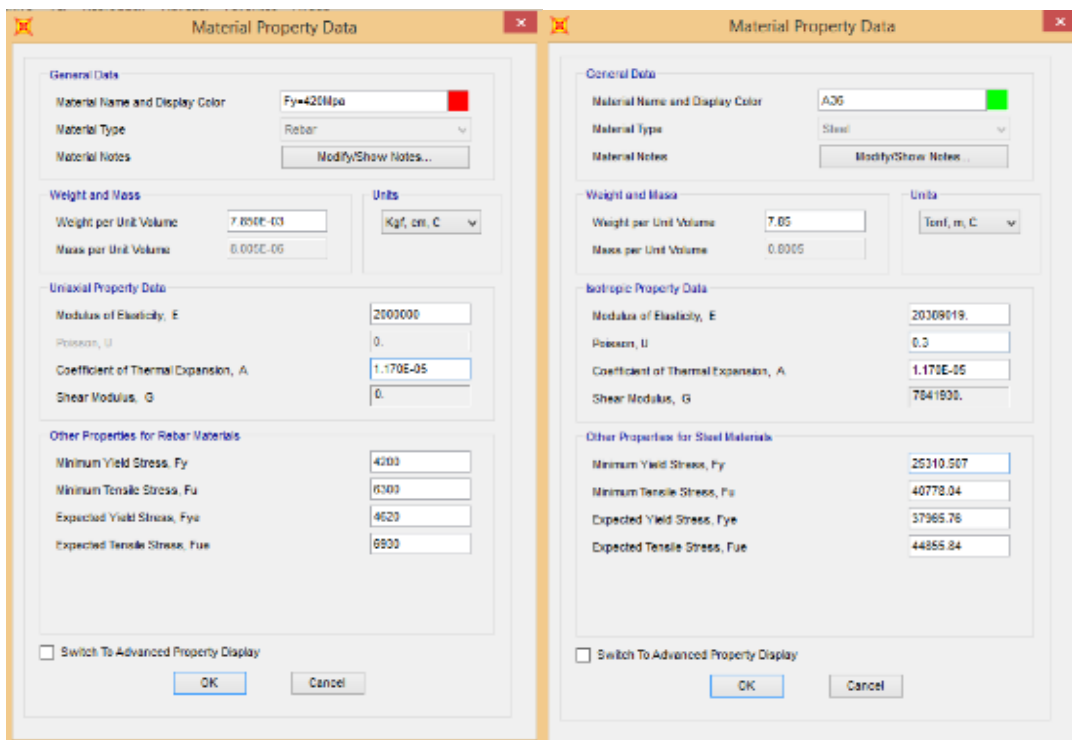 Material Property Data
General Data
Material Name and Display Color Fy=420Mpa
Material Type Rebar
Material Notes Modify/Show Notes...
Weight and Mass
Weight per Unit Volume 7.850E-03
Mass per Unit Volume 8.005E-06
Units
Kgf, cm, C
Uniaxial Property Data
Modulus of Elasticity, E 2000000
Poisson, U 0.
Coefficient of Thermal Expansion, A 1.170E-05
Shear Modulus, G 0.
Other Properties for Rebar Materials
Minimum Yield Stress, Fy 4200
Minimum Tensile Stress, Fu 6300
Expected Yield Stress, Fye 4620
Expected Tensile Stress, Fue 6930
Switch To Advanced Property Display
OK Cancel
Material Property Data
General Data
Material Name and Display Color A36
Material Type Steel
Material Notes Modify/Show Notes...
Weight and Mass
Weight per Unit Volume 7.85
Mass per Unit Volume 0.8005
Units
Tonf, m, C
Isotropic Property Data
Modulus of Elasticity, E 20389019.
Poisson, U 0.3
Coefficient of Thermal Expansion, A 1.170E-05
Shear Modulus, G 7841930.
Other Properties for Steel Materials
Minimum Yield Stress, Fy 25310.507
Minimum Tensile Stress, Fu 40778.04
Expected Yield Stress, Fye 37965.76
Expected Tensile Stress, Fue 44855.84
Switch To Advanced Property Display
OK Cancel